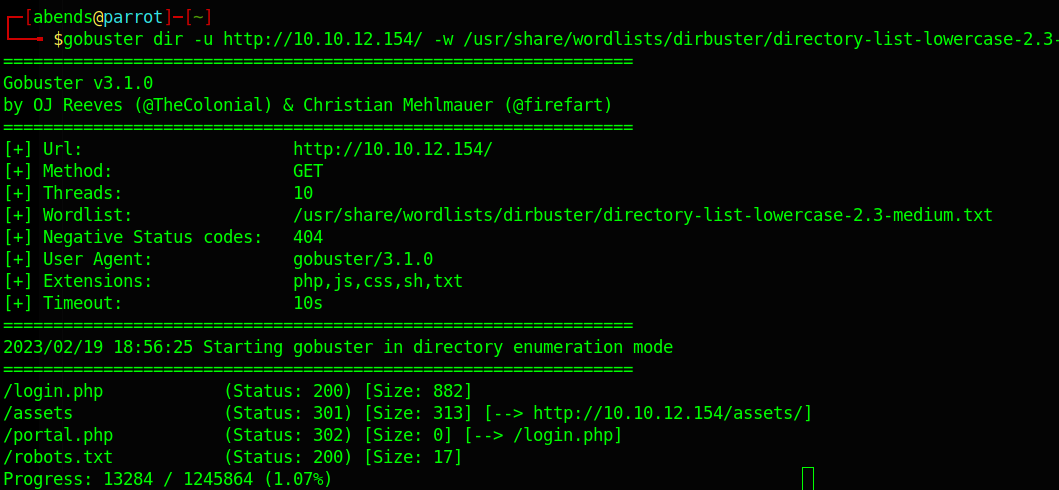 ┌─[abends@parrot]─[~]
└──╼ $gobuster dir -u http://10.10.12.154/ -w /usr/share/wordlists/dirbuster/directory-list-lowercase-2.3-
===============================================================
Gobuster v3.1.0
by OJ Reeves (@TheColonial) & Christian Mehlmauer (@firefart)
===============================================================
[+] Url:                     http://10.10.12.154/
[+] Method:                  GET
[+] Threads:                 10
[+] Wordlist:                /usr/share/wordlists/dirbuster/directory-list-lowercase-2.3-medium.txt
[+] Negative Status codes:   404
[+] User Agent:              gobuster/3.1.0
[+] Extensions:              php,js,css,sh,txt
[+] Timeout:                 10s
===============================================================
2023/02/19 18:56:25 Starting gobuster in directory enumeration mode
===============================================================
/login.php            (Status: 200) [Size: 882]
/assets               (Status: 301) [Size: 313] [--> http://10.10.12.154/assets/]
/portal.php           (Status: 302) [Size: 0] [--> /login.php]
/robots.txt           (Status: 200) [Size: 17]
Progress: 13284 / 1245864 (1.07%)